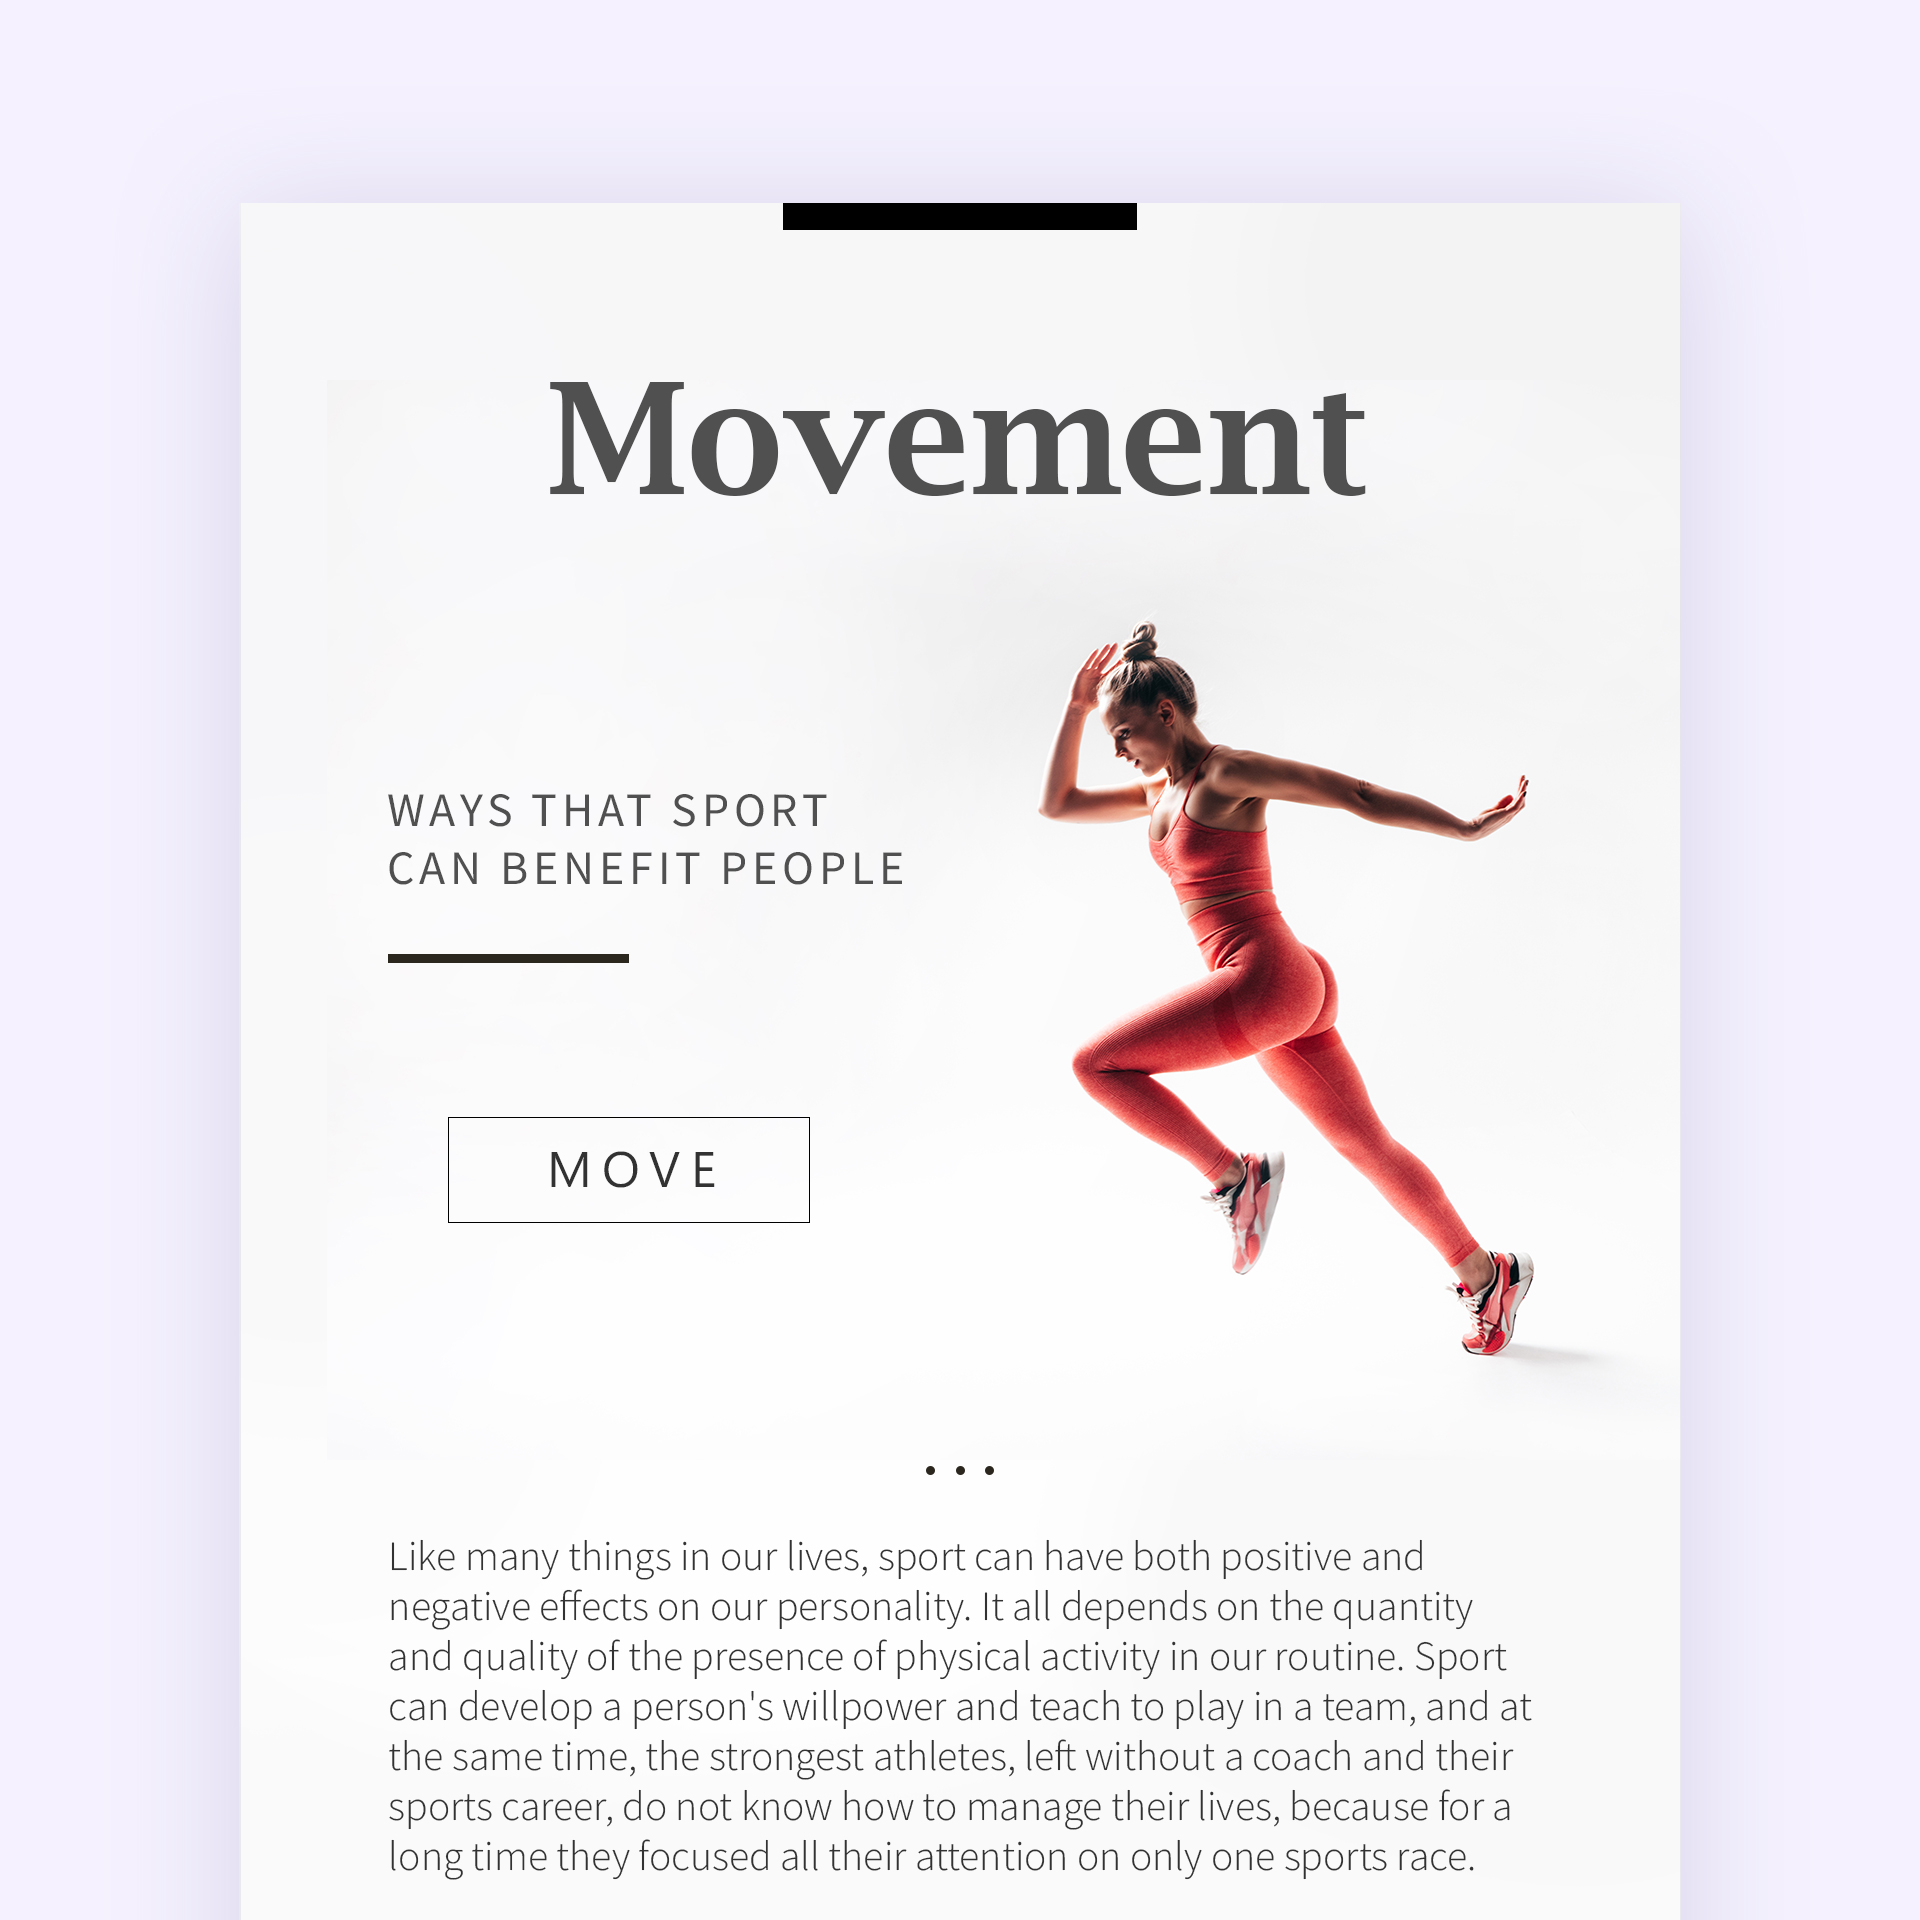 Movement
WAYS THAT SPORT
CAN BENEFIT PEOPLE
MOVE
Like many things in our lives, sport can have both positive and
negative effects on our personality. It all depends on the quantity
and quality of the presence of physical activity in our routine. Sport
can develop a person's willpower and teach to play in a team, and at
the same time, the strongest athletes, left without a coach and their
sports career, do not know how to manage their lives, because for a
long time they focused all their attention on only one sports race.